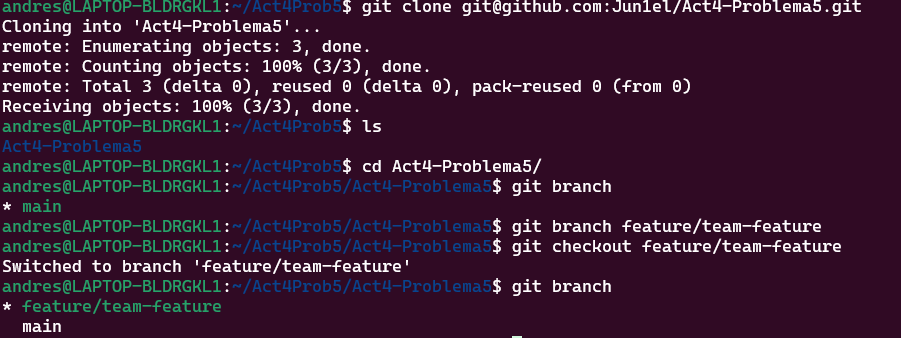 andres@LAPTOP-BLDRGKL1:~/Act4Prob5$ git clone git@github.com:Jun1el/Act4-Problema5.git
Cloning into 'Act4-Problema5'...
remote: Enumerating objects: 3, done.
remote: Counting objects: 100% (3/3), done.
remote: Total 3 (delta 0), reused 0 (delta 0), pack-reused 0 (from 0)
Receiving objects: 100% (3/3), done.
andres@LAPTOP-BLDRGKL1:~/Act4Prob5$ ls
Act4-Problema5
andres@LAPTOP-BLDRGKL1:~/Act4Prob5$ cd Act4-Problema5/
andres@LAPTOP-BLDRGKL1:~/Act4Prob5/Act4-Problema5$ git branch
* main
andres@LAPTOP-BLDRGKL1:~/Act4Prob5/Act4-Problema5$ git branch feature/team-feature
andres@LAPTOP-BLDRGKL1:~/Act4Prob5/Act4-Problema5$ git checkout feature/team-feature
Switched to branch 'feature/team-feature'
andres@LAPTOP-BLDRGKL1:~/Act4Prob5/Act4-Problema5$ git branch
* feature/team-feature
  main